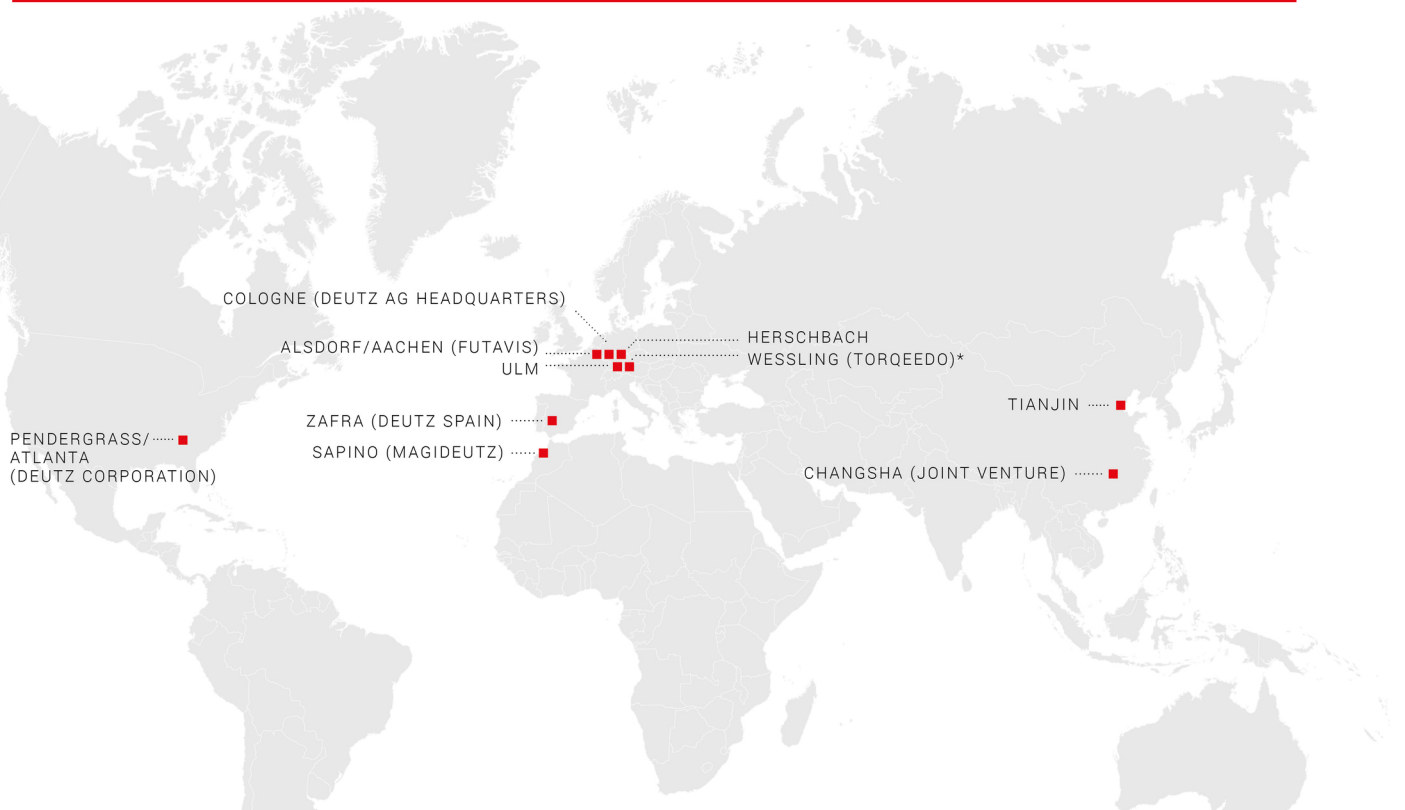 COLOGNE (DEUTZ AG HEADQUARTERS)
ALSDORF/AACHEN (FUTAVIS)
ULM
HERSCHBACH
WESSLING (TORQEEDO)*
ZAFRA (DEUTZ SPAIN)
SAPINO (MAGIDEUTZ)
PENDERGRASS/
ATLANTA
(DEUTZ CORPORATION)
TIANJIN
CHANGSHA (JOINT VENTURE)